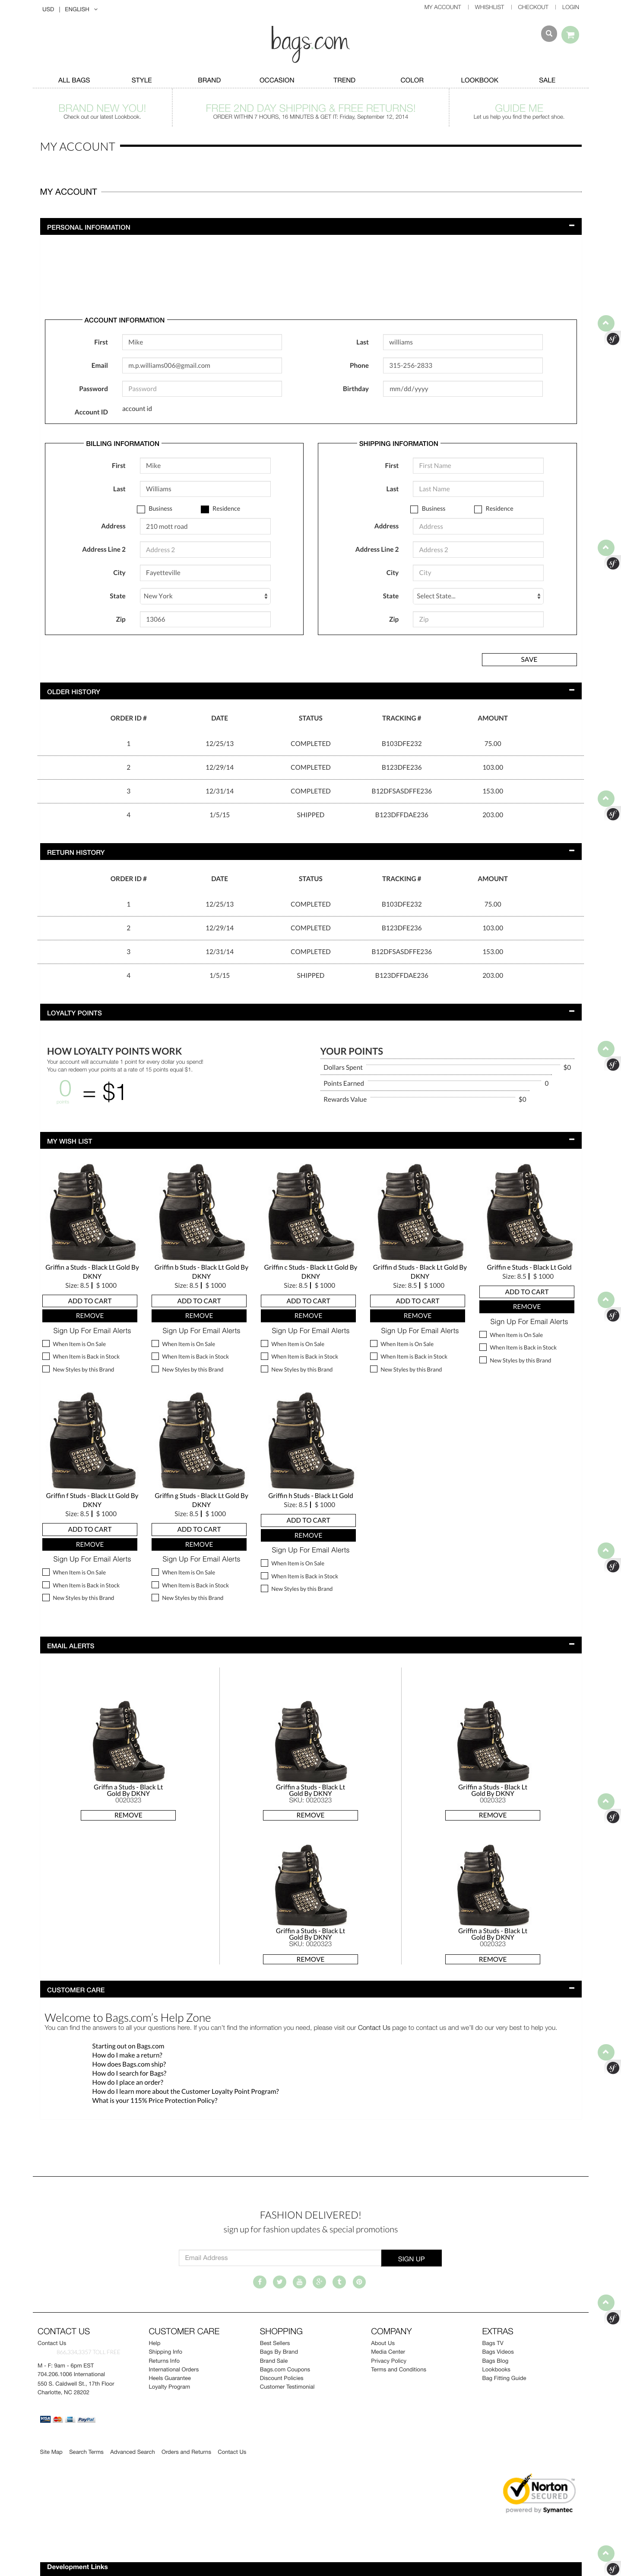 USD | ENGLISH
MY ACCOUNT | WHISHLIST | CHECKOUT | LOGIN
bags.com
ALL BAGS STYLE BRAND OCCASION TREND COLOR LOOKBOOK SALE
BRAND NEW YOU! FREE 2ND DAY SHIPPING & FREE RETURNS! GUIDE ME
Check out our latest Lookbook. ORDER WITHIN 7 HOURS, 16 MINUTES & GET IT: Friday, September 12, 2014 Let us help you find the perfect shoe.
MY ACCOUNT
MY ACCOUNT
PERSONAL INFORMATION
ACCOUNT INFORMATION
First Mike Last williams
Email m.p.williams006@gmail.com Phone 315-256-2833
Password Password Birthday mm/dd/yyyy
Account ID account id
BILLING INFORMATION SHIPPING INFORMATION
First Mike First First Name
Last Williams Last Last Name
Business Residence Business Residence
Address 210 mott road Address Address
Address Line 2 Address 2 Address Line 2 Address 2
City Fayetteville City City
State New York State Select State...
Zip 13066 Zip Zip
SAVE
OLDER HISTORY
ORDER ID # DATE STATUS TRACKING # AMOUNT
1 12/25/13 COMPLETED B103DFE232 75.00
2 12/29/14 COMPLETED B123DFE236 103.00
3 12/31/14 COMPLETED B12DFSASDFFE236 153.00
4 1/5/15 SHIPPED B123DFFDAE236 203.00
RETURN HISTORY
ORDER ID # DATE STATUS TRACKING # AMOUNT
1 12/25/13 COMPLETED B103DFE232 75.00
2 12/29/14 COMPLETED B123DFE236 103.00
3 12/31/14 COMPLETED B12DFSASDFFE236 153.00
4 1/5/15 SHIPPED B123DFFDAE236 203.00
LOYALTY POINTS
HOW LOYALTY POINTS WORK
Your account will accumulate 1 point for every dollar you spend!
You can redeem your points at a rate of 15 points equal $1.
0 = $1
YOUR POINTS
Dollars Spent $0
Points Earned 0
Rewards Value $0
MY WISH LIST
Griffin a Studs - Black Lt Gold By Griffin b Studs - Black Lt Gold By Griffin c Studs - Black Lt Gold By Griffin d Studs - Black Lt Gold By Griffin e Studs - Black Lt Gold
DKNY DKNY DKNY DKNY Size: 8.5 | $ 1000
Size: 8.5 | $ 1000 Size: 8.5 | $ 1000 Size: 8.5 | $ 1000 Size: 8.5 | $ 1000 ADD TO CART
ADD TO CART ADD TO CART ADD TO CART ADD TO CART REMOVE
REMOVE REMOVE REMOVE REMOVE Sign Up For Email Alerts
Sign Up For Email Alerts Sign Up For Email Alerts Sign Up For Email Alerts Sign Up For Email Alerts When Item is On Sale
When Item is On Sale When Item is On Sale When Item is On Sale When Item is On Sale When Item is Back in Stock
When Item is Back in Stock When Item is Back in Stock When Item is Back in Stock When Item is Back in Stock New Styles by this Brand
New Styles by this Brand New Styles by this Brand New Styles by this Brand New Styles by this Brand
Griffin f Studs - Black Lt Gold By Griffin g Studs - Black Lt Gold By Griffin h Studs - Black Lt Gold
DKNY DKNY Size: 8.5 | $ 1000
Size: 8.5 | $ 1000 Size: 8.5 | $ 1000 ADD TO CART
ADD TO CART ADD TO CART REMOVE
REMOVE REMOVE Sign Up For Email Alerts
Sign Up For Email Alerts Sign Up For Email Alerts When Item is On Sale
When Item is On Sale When Item is On Sale When Item is Back in Stock
When Item is Back in Stock When Item is Back in Stock New Styles by this Brand
New Styles by this Brand New Styles by this Brand
EMAIL ALERTS
Griffin a Studs - Black Lt Griffin a Studs - Black Lt Griffin a Studs - Black Lt
Gold By DKNY Gold By DKNY Gold By DKNY
0020323 SKU: 0020323 0020323
REMOVE REMOVE REMOVE
Griffin a Studs - Black Lt Griffin a Studs - Black Lt
Gold By DKNY Gold By DKNY
SKU: 0020323 0020323
REMOVE REMOVE
CUSTOMER CARE
Welcome to Bags.com's Help Zone
You can find the answers to all your questions here. If you can't find the information you need, please visit our Contact Us page to contact us and we'll do our very best to help you.
Starting out on Bags.com
How do I make a return?
How does Bags.com ship?
How do I search for Bags?
How do I place an order?
How do I learn more about the Customer Loyalty Point Program?
What is your 115% Price Protection Policy?
FASHION DELIVERED!
sign up for fashion updates & special promotions
Email Address SIGN UP
CONTACT US CUSTOMER CARE SHOPPING COMPANY EXTRAS
Contact Us Help Best Sellers About Us Bags TV
Shipping Info Bags By Brand Media Center Bags Videos
M - F: 9am - 6pm EST Returns Info Brand Sale Privacy Policy Bags Blog
704.206.1006 International International Orders Bags.com Coupons Terms and Conditions Lookbooks
550 S. Caldwell St., 17th Floor Heels Guarantee Discount Policies Bag Fitting Guide
Charlotte, NC 28202 Loyalty Program Customer Testimonial
PayPal
Site Map Search Terms Advanced Search Orders and Returns Contact Us
Norton
SECURED
powered by Symantec
Development Links